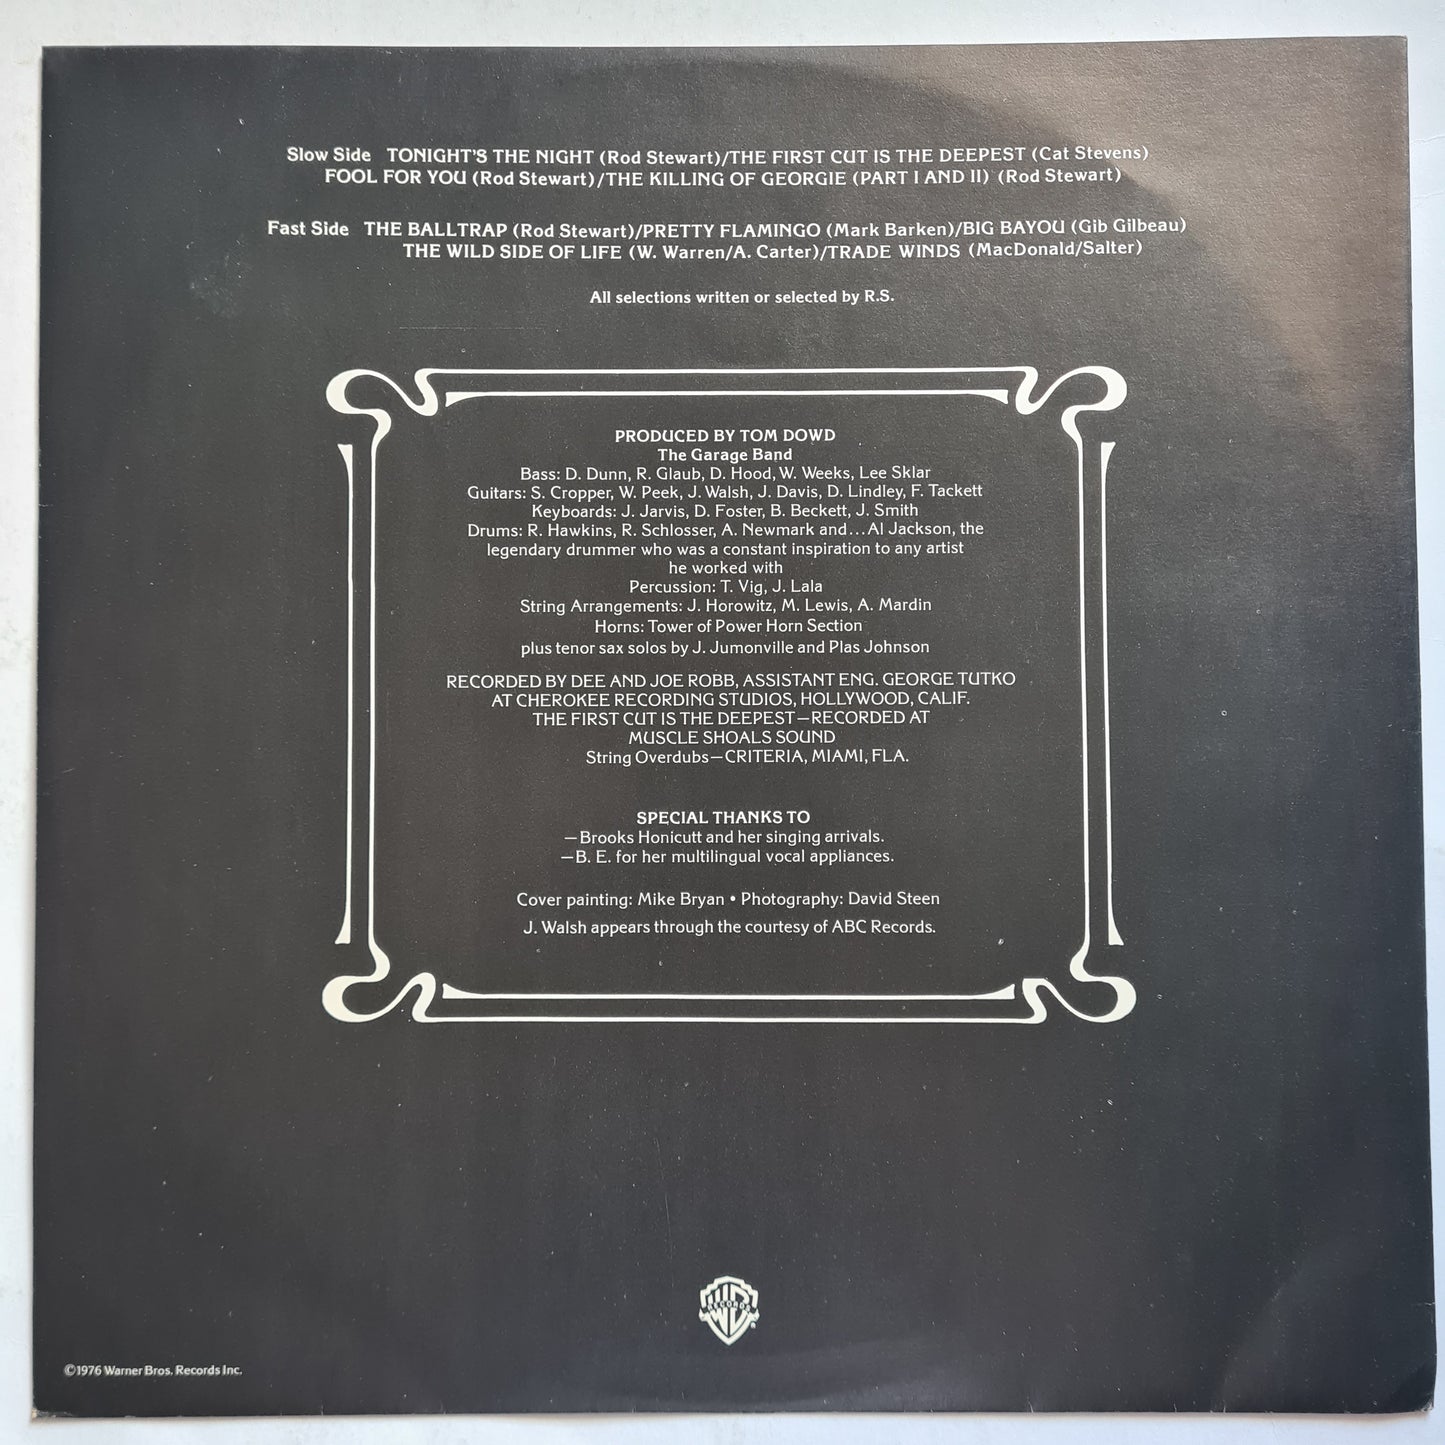 Slow Side TONIGHT'S THE NIGHT (Rod Stewart)/THE FIRST CUT IS THE DEEPEST (Cat Stevens)
FOOL FOR YOU (Rod Stewart)/THE KILLING OF GEORGIE (PART I AND II) (Rod Stewart)
Fast Side THE BALLTRAP (Rod Stewart)/PRETTY FLAMINGO (Mark Barken)/BIG BAYOU (Gib Gilbeau)
THE WILD SIDE OF LIFE (W. Warren/A. Carter)/TRADE WINDS (MacDonald/Salter)
All selections written or selected by R.S.
PRODUCED BY TOM DOWD
The Garage Band
Bass: D. Dunn, R. Glaub, D. Hood, W. Weeks, Lee Sklar
Guitars: S. Cropper, W. Peek, J. Walsh, J. Davis, D. Lindley, F. Tackett
Keyboards: J. Jarvis, D. Foster, B. Beckett, J. Smith
Drums: R. Hawkins, R. Schlosser, A. Newmark and...Al Jackson, the
legendary drummer who was a constant inspiration to any artist
he worked with
Percussion: T. Vig, J. Lala
String Arrangements: J. Horowitz, M. Lewis, A. Mardin
Horns: Tower of Power Horn Section
plus tenor sax solos by J. Jumonville and Plas Johnson
RECORDED BY DEE AND JOE ROBB, ASSISTANT ENG. GEORGE TUTKO
AT CHEROKEE RECORDING STUDIOS, HOLLYWOOD, CALIF.
THE FIRST CUT IS THE DEEPEST—RECORDED AT
MUSCLE SHOALS SOUND
String Overdubs—CRITERIA, MIAMI, FLA.
SPECIAL THANKS TO
—Brooks Honicutt and her singing arrivals.
—B. E. for her multilingual vocal appliances.
Cover painting: Mike Bryan • Photography: David Steen
J. Walsh appears through the courtesy of ABC Records.
WB
RECORDS
®
©1976 Warner Bros. Records Inc.